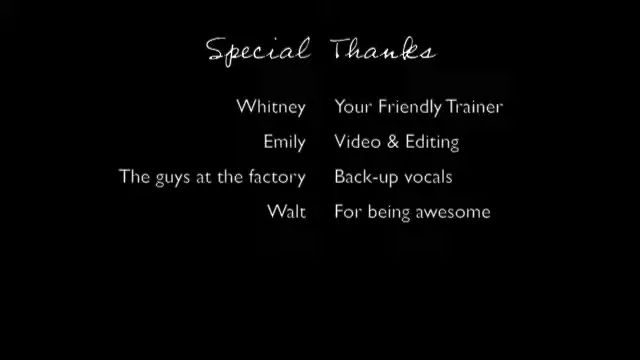 Special Thanks
Whitney Your Friendly Trainer
Emily Video & Editing
The guys at the factory Back-up vocals
Walt For being awesome